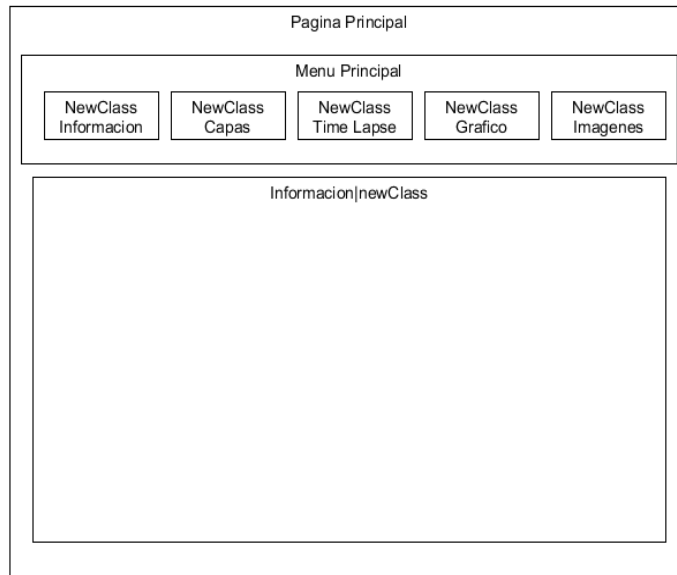 Pagina Principal
Menu Principal
NewClass
Informacion
NewClass
Capas
NewClass
Time Lapse
NewClass
Grafico
NewClass
Imagenes
Informacion|newClass